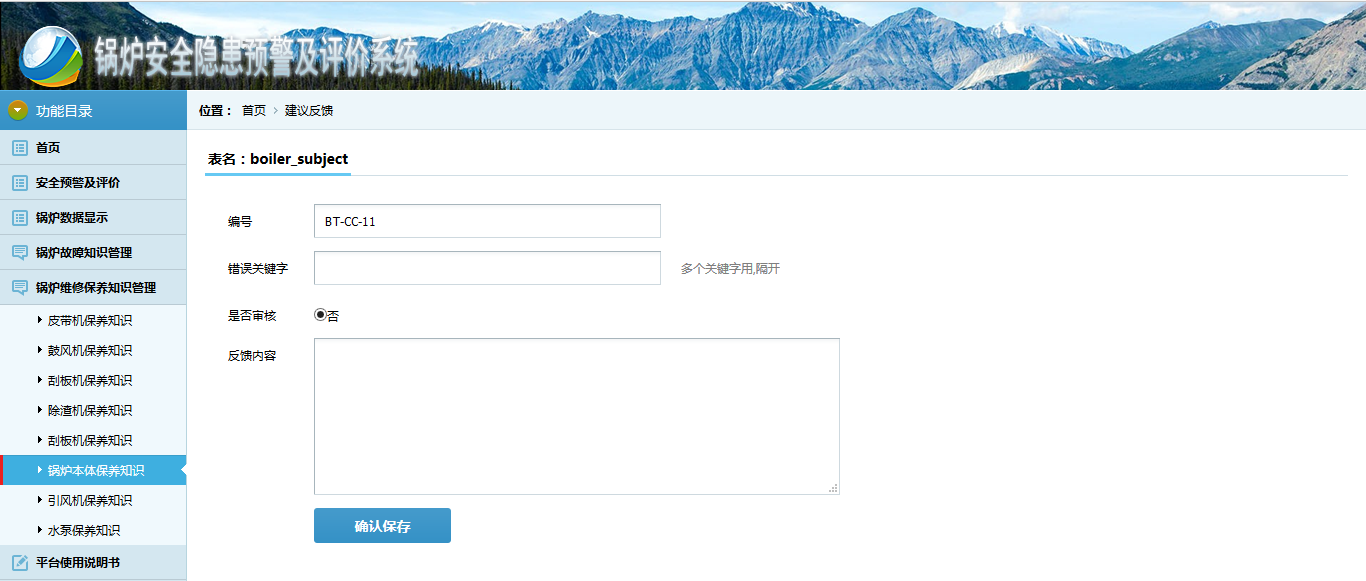 锅炉安全隐患预警及评价系统
功能目录
位置： 首页 › 建议反馈
首页
安全预警及评价
锅炉数据显示
锅炉故障知识管理
锅炉维修保养知识管理
皮带机保养知识
鼓风机保养知识
刮板机保养知识
除渣机保养知识
刮板机保养知识
锅炉本体保养知识
引风机保养知识
水泵保养知识
平台使用说明书
表名：boiler_subject
编号 BT-CC-11
错误关键字 多个关键字用,隔开
是否审核 否
反馈内容
确认保存